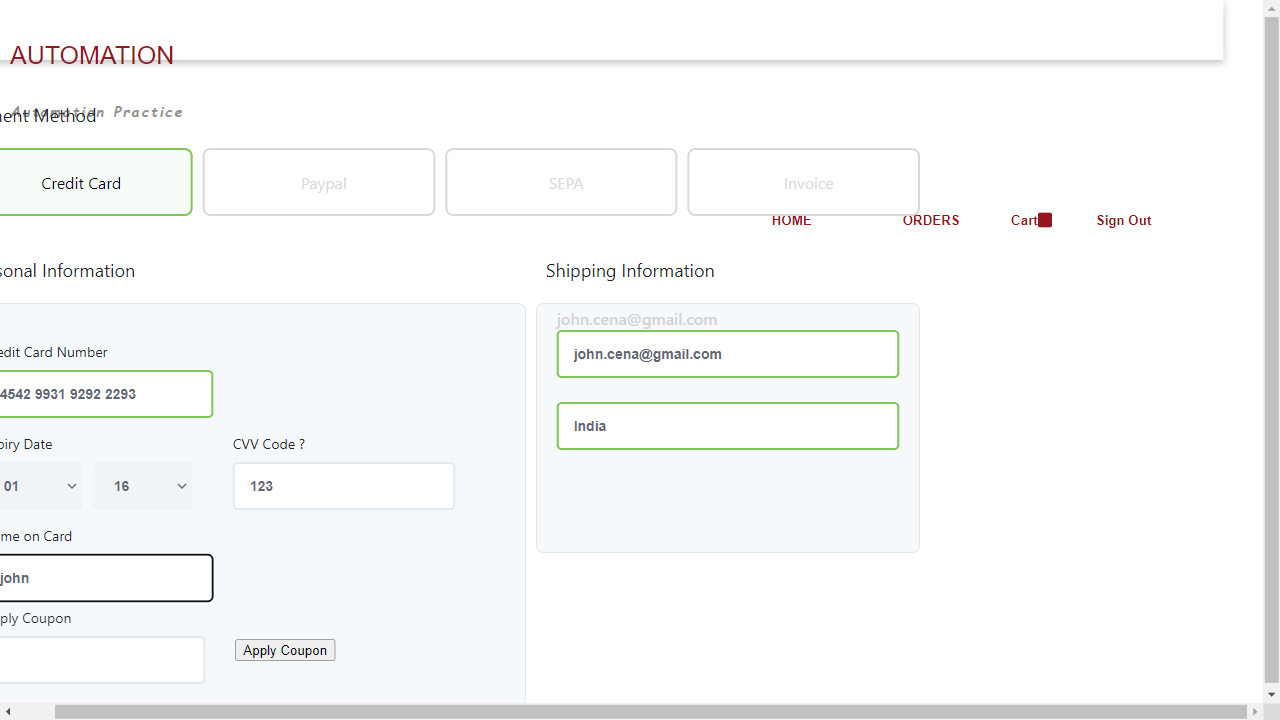 AUTOMATION
Automation Practice
ment Method
Credit Card
Paypal
SEPA
Invoice
HOME
ORDERS
Cart
Sign Out
sonal Information
Shipping Information
john.cena@gmail.com
john.cena@gmail.com
edit Card Number
4542 9931 9292 2293
India
piry Date
CVV Code ?
01
16
123
me on Card
john
ply Coupon
Apply Coupon